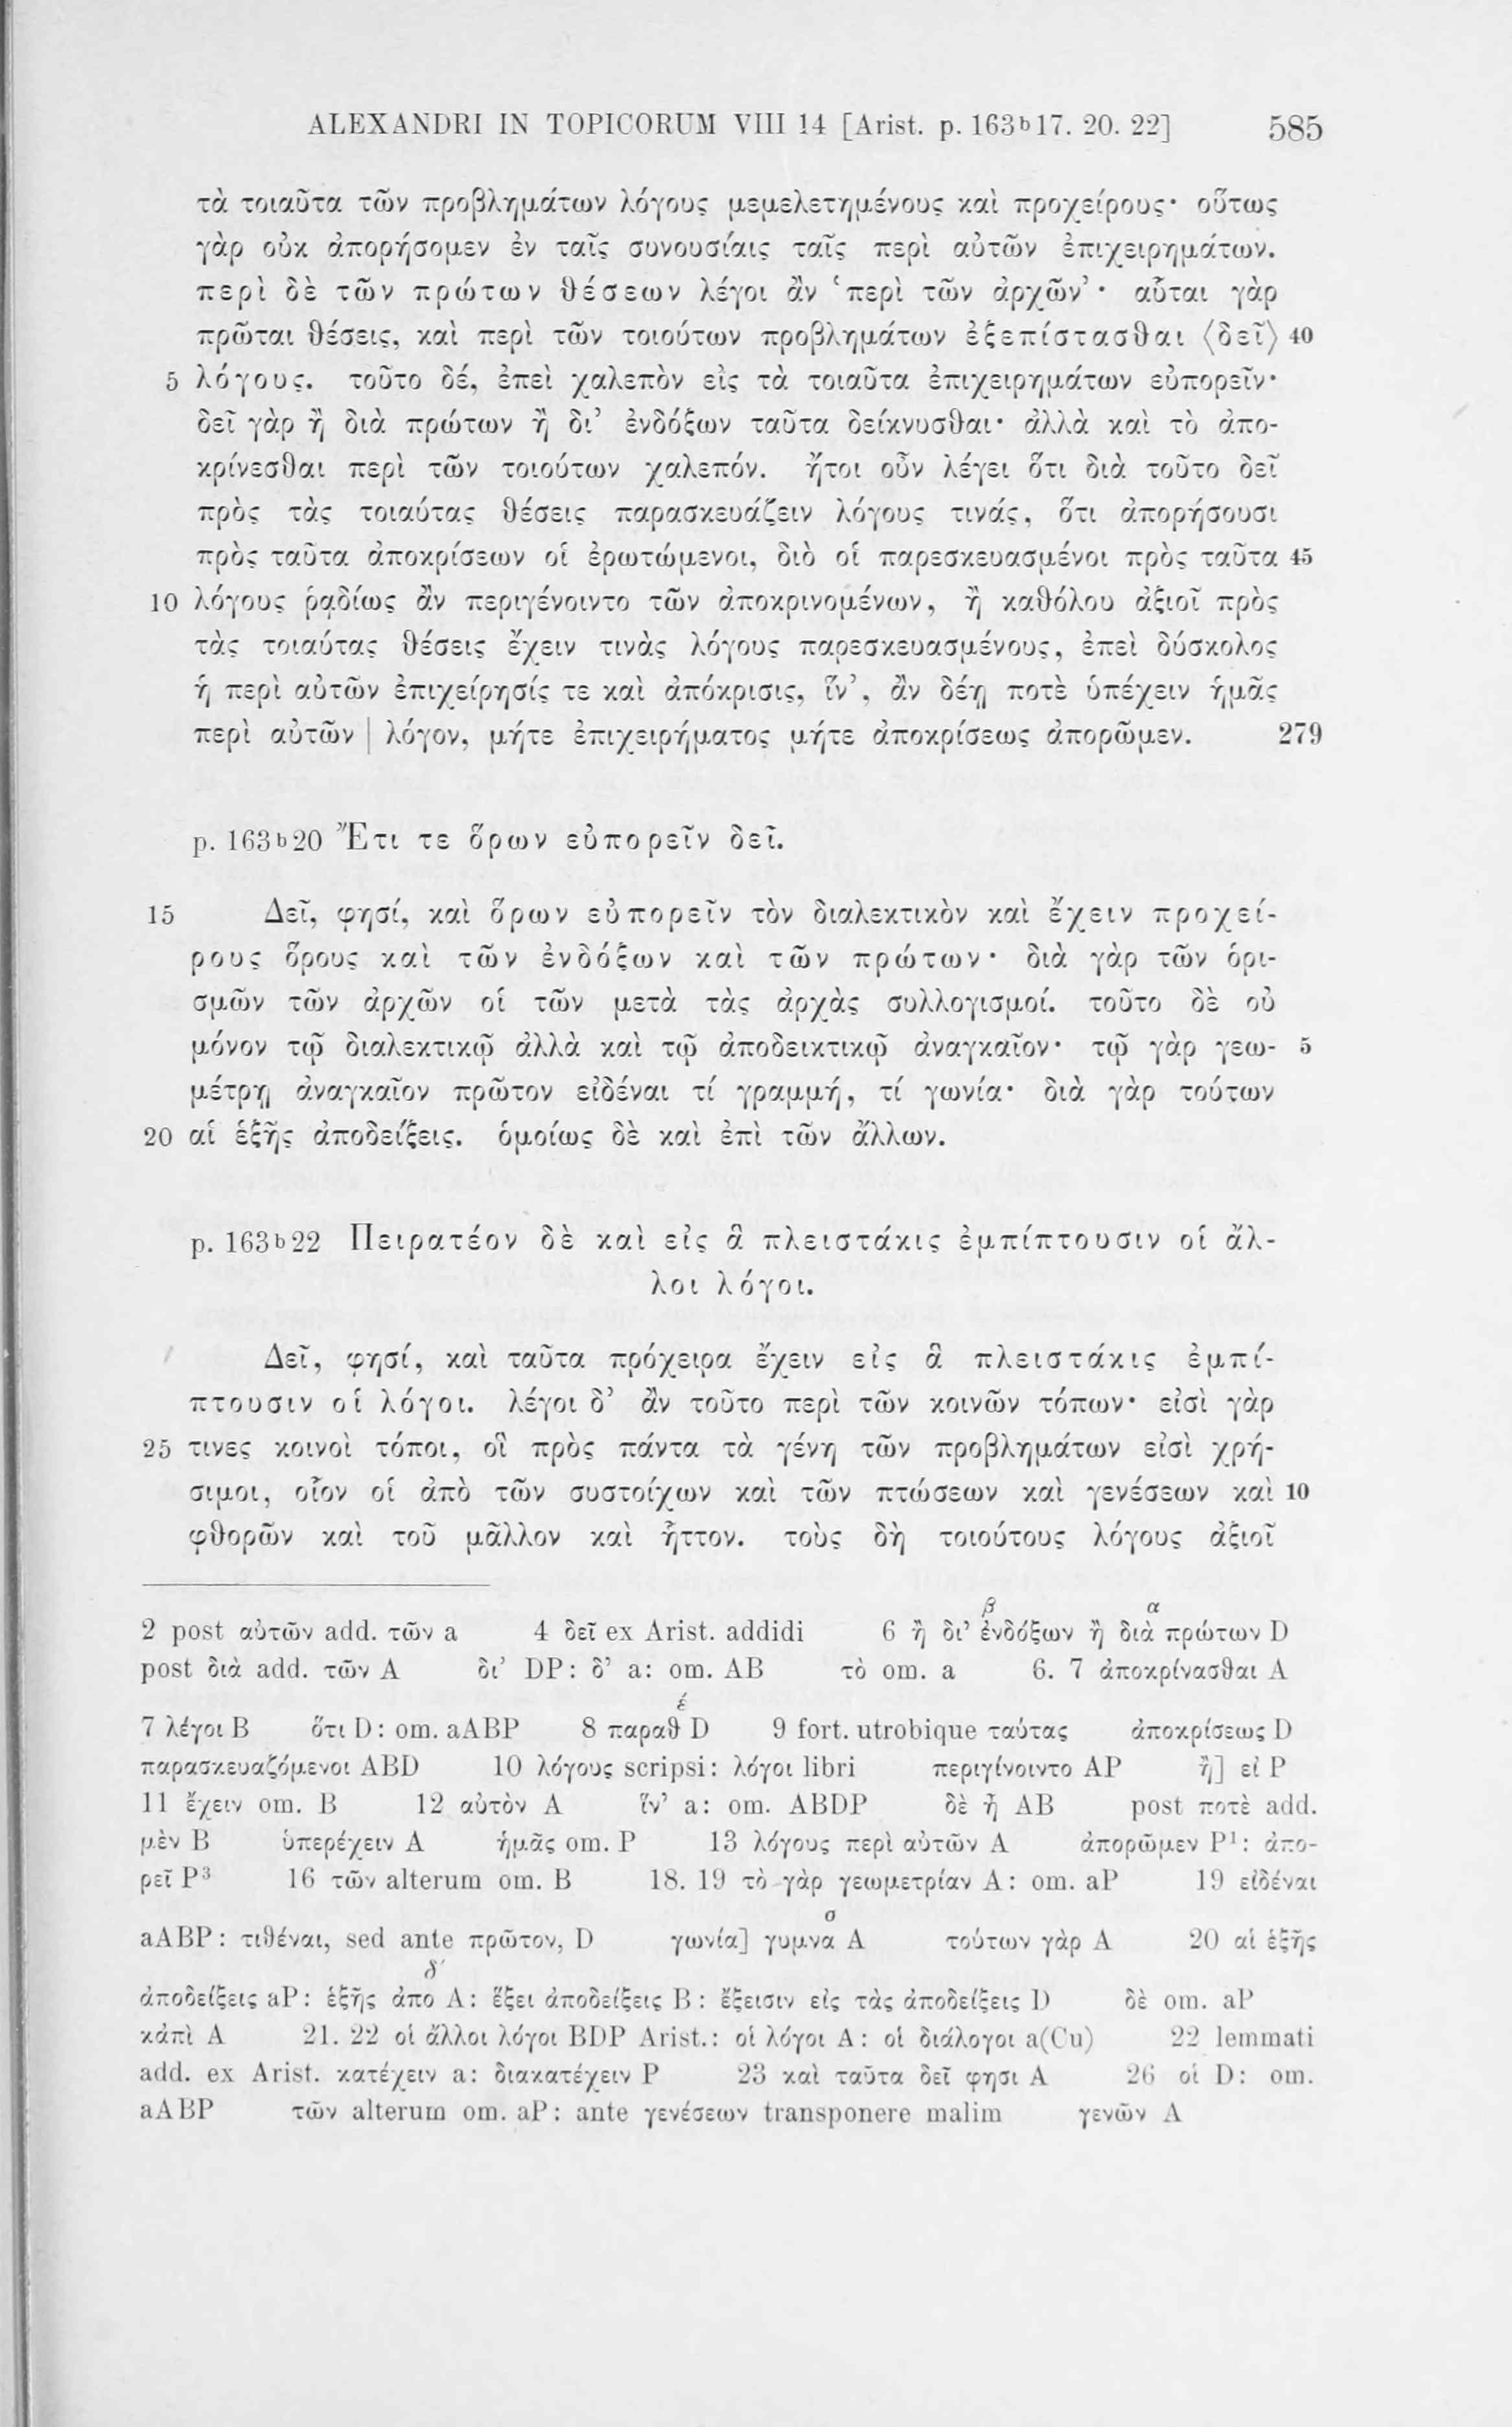 ALEXANDRI IN TOPICORUM VIII 14 [Arist. p. 163ᵇ17. 20. 22] 585
τὰ τοιαῦτα τῶν προβλημάτων λόγους μεμελετημένους καὶ προχείρους· οὕτως
γὰρ οὐκ ἀπορήσομεν ἐν ταῖς συνουσίαις ταῖς περὶ αὐτῶν ἐπιχειρημάτων.
περὶ δὲ τῶν πρώτων θέσεων λέγοι ἂν ‘περὶ τῶν ἀρχῶν’· αὗται γὰρ
πρῶται θέσεις, καὶ περὶ τῶν τοιούτων προβλημάτων ἐξεπίστασθαι ⟨δεῖ⟩ 40
5 λόγους. τοῦτο δέ, ἐπεὶ χαλεπὸν εἰς τὰ τοιαῦτα ἐπιχειρημάτων εὐπορεῖν·
δεῖ γὰρ ἢ διὰ πρώτων ἢ δι’ ἐνδόξων ταῦτα δείκνυσθαι· ἀλλὰ καὶ τὸ ἀπο-
κρίνεσθαι περὶ τῶν τοιούτων χαλεπόν. ἤτοι οὖν λέγει ὅτι διὰ τοῦτο δεῖ
πρὸς τὰς τοιαύτας θέσεις παρασκευάζειν λόγους τινάς, ὅτι ἀπορήσουσι
πρὸς ταῦτα ἀποκρίσεων οἱ ἐρωτώμενοι, διὸ οἱ παρεσκευασμένοι πρὸς ταῦτα 45
10 λόγους ῥᾳδίως ἂν περιγένοιντο τῶν ἀποκρινομένων, ἢ καθόλου ἀξιοῖ πρὸς
τὰς τοιαύτας θέσεις ἔχειν τινὰς λόγους παρεσκευασμένους, ἐπεὶ δύσκολος
ἡ περὶ αὐτῶν ἐπιχείρησίς τε καὶ ἀπόκρισις, ἵν’, ἂν δέῃ ποτὲ ὑπέχειν ἡμᾶς
περὶ αὐτῶν | λόγον, μήτε ἐπιχειρήματος μήτε ἀποκρίσεως ἀπορῶμεν. 279
p. 163ᵇ20 Ἔτι τε ὅρων εὐπορεῖν δεῖ.
15 Δεῖ, φησί, καὶ ὅρων εὐπορεῖν τὸν διαλεκτικὸν καὶ ἔχειν προχεί-
ρους ὅρους καὶ τῶν ἐνδόξων καὶ τῶν πρώτων· διὰ γὰρ τῶν ὁρι-
σμῶν τῶν ἀρχῶν οἱ τῶν μετὰ τὰς ἀρχὰς συλλογισμοί. τοῦτο δὲ οὐ
μόνον τῷ διαλεκτικῷ ἀλλὰ καὶ τῷ ἀποδεικτικῷ ἀναγκαῖον· τῷ γὰρ γεω- 5
μέτρῃ ἀναγκαῖον πρῶτον εἰδέναι τί γραμμή, τί γωνία· διὰ γὰρ τούτων
20 αἱ ἑξῆς ἀποδείξεις. ὁμοίως δὲ καὶ ἐπὶ τῶν ἄλλων.
p. 163ᵇ22 Πειρατέον δὲ καὶ εἰς ἃ πλειστάκις ἐμπίπτουσιν οἱ ἄλ-
λοι λόγοι.
Δεῖ, φησί, καὶ ταῦτα πρόχειρα ἔχειν εἰς ἃ πλειστάκις ἐμπί-
πτουσιν οἱ λόγοι. λέγοι δ’ ἂν τοῦτο περὶ τῶν κοινῶν τόπων· εἰσὶ γὰρ
25 τινες κοινοὶ τόποι, οἳ πρὸς πάντα τὰ γένη τῶν προβλημάτων εἰσὶ χρή-
σιμοι, οἷον οἱ ἀπὸ τῶν συστοίχων καὶ τῶν πτώσεων καὶ γενέσεων καὶ 10
φθορῶν καὶ τοῦ μᾶλλον καὶ ἧττον. τοὺς δὴ τοιούτους λόγους ἀξιοῖ
β α
2 post αὐτῶν add. τῶν a 4 δεῖ ex Arist. addidi 6 ἢ δι’ ἐνδόξων ἢ διὰ πρώτων D
post διὰ add. τῶν A δι’ DP: δ’ a: om. AB τὸ om. a 6. 7 ἀποκρίνασθαι A
έ
7 λέγοι B ὅτι D: om. aABP 8 παραθ D 9 fort. utrobique ταύτας ἀποκρίσεως D
παρασκευαζόμενοι ABD 10 λόγους scripsi: λόγοι libri περιγίνοιντο AP ἢ] εἰ P
11 ἔχειν om. B 12 αὐτὸν A ἵν’ a: om. ABDP δὲ ᾖ AB post ποτὲ add.
μὲν B ὑπερέχειν A ἡμᾶς om. P 13 λόγους περὶ αὐτῶν A ἀπορῶμεν P¹: ἀπο-
ρεῖ P³ 16 τῶν alterum om. B 18. 19 τὸ γὰρ γεωμετρίαν A: om. aP 19 εἰδέναι
σ
aABP: τιθέναι, sed ante πρῶτον, D γωνία] γυμνα A τούτων γὰρ A 20 αἱ ἑξῆς
δ´
ἀποδείξεις aP: ἑξῆς ἀπο A: ἕξει ἀποδείξεις B: ἔξεισιν εἰς τὰς ἀποδείξεις D δὲ om. aP
κἀπὶ A 21. 22 οἱ ἄλλοι λόγοι BDP Arist.: οἱ λόγοι A: οἱ διάλογοι a(Cu) 22 lemmati
add. ex Arist. κατέχειν a: διακατέχειν P 23 καὶ ταῦτα δεῖ φησι A 26 οἱ D: om.
aABP τῶν alterum om. aP: ante γενέσεων transponere malim γενῶν A